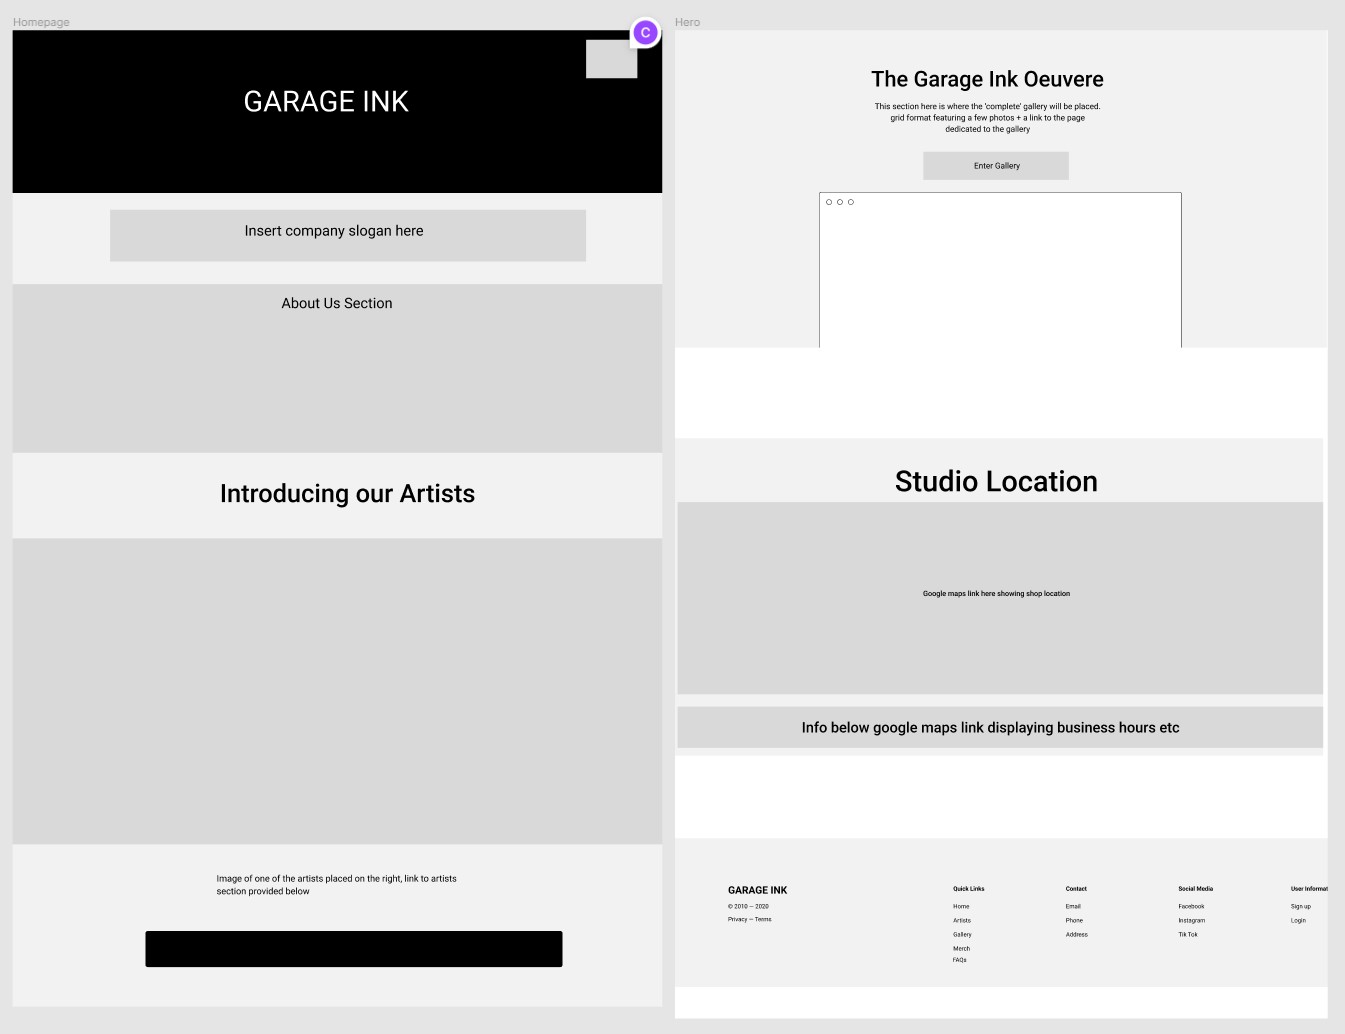 Homepage
C
GARAGE INK
Insert company slogan here
About Us Section
Introducing our Artists
Image of one of the artists placed on the right, link to artists
section provided below
Hero
The Garage Ink Oeuvere
This section here is where the 'complete' gallery will be placed.
grid format featuring a few photos + a link to the page
dedicated to the gallery
Enter Gallery
Studio Location
Google maps link here showing shop location
Info below google maps link displaying business hours etc
GARAGE INK
© 2010 — 2020
Privacy — Terms
Quick Links
Home
Artists
Gallery
Merch
FAQs
Contact
Email
Phone
Address
Social Media
Facebook
Instagram
Tik Tok
User Informat
Sign up
Login